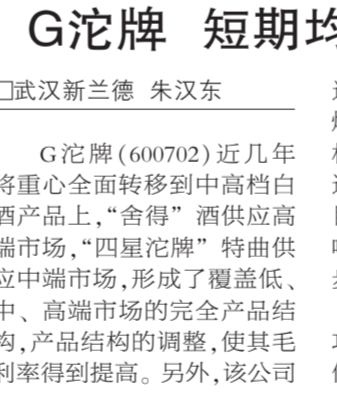 G沱牌 短期均
□武汉新兰德 朱汉东
G沱牌(600702)近几年
将重心全面转移到中高档白
酒产品上,“舍得”酒供应高
端市场,“四星沱牌”特曲供
应中端市场,形成了覆盖低、
中、高端市场的完全产品结
构,产品结构的调整,使其毛
利率得到提高。另外,该公司